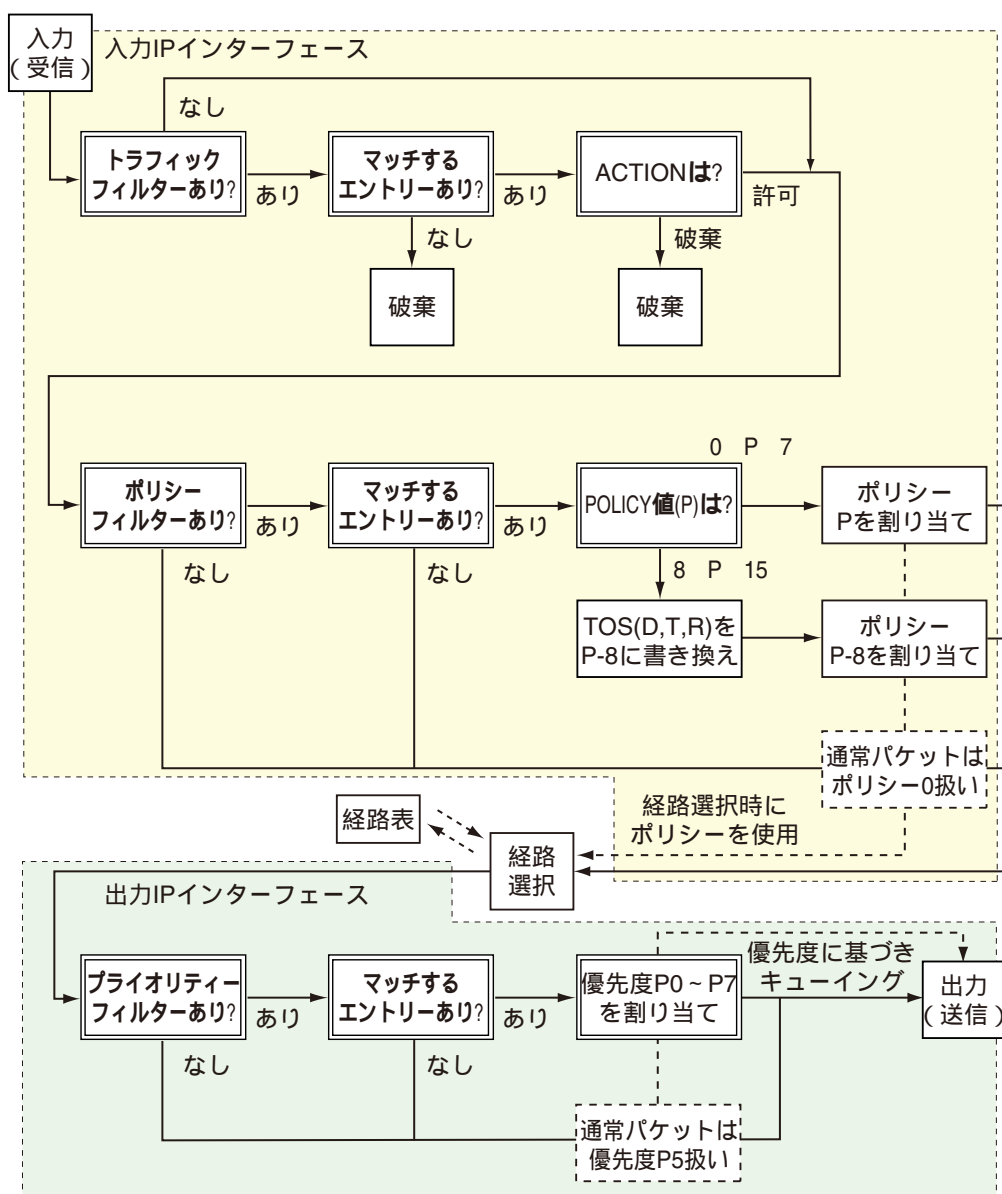 入力
（受信）
入力IPインターフェース
なし
トラフィック
フィルターあり?
あり
マッチする
エントリーあり?
あり
ACTIONは?
許可
なし
破棄
破棄
破棄
0 P 7
ポリシー
フィルターあり?
あり
マッチする
エントリーあり?
あり
POLICY値(P)は?
ポリシー
Pを割り当て
なし
なし
8 P 15
TOS(D,T,R)を
P-8に書き換え
ポリシー
P-8を割り当て
通常パケットは
ポリシー0扱い
経路表
経路選択時に
ポリシーを使用
経路
選択
出力IPインターフェース
優先度に基づき
キューイング
プライオリティー
フィルターあり?
あり
マッチする
エントリーあり?
あり
優先度P0～P7
を割り当て
出力
（送信）
なし
なし
通常パケットは
優先度P5扱い